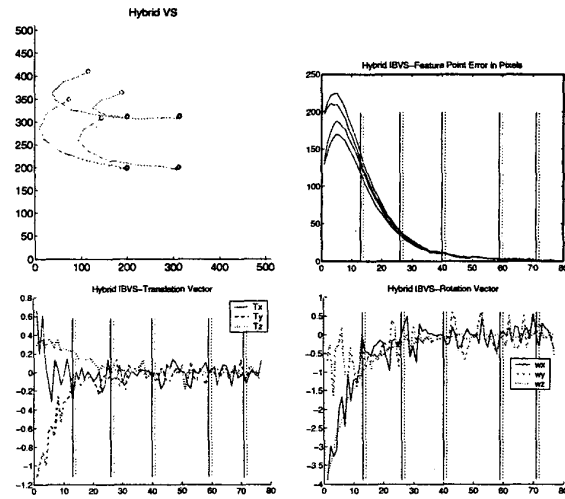 Hybrid VS
500
450
400
350
300
250
200
150
100
50
0
0 100 200 300 400 500
Hybrid IBVS–Feature Point Error in Pixels
250
200
150
100
50
0
0 10 20 30 40 50 60 70 80
Hybrid IBVS–Translation Vector
0.8
0.6
0.4
0.2
0
-0.2
-0.4
-0.6
-0.8
-1
-1.2
0 10 20 30 40 50 60 70 80
Tx
Ty
Tz
Hybrid IBVS–Rotation Vector
1
0.5
0
-0.5
-1
-1.5
-2
-2.5
-3
-3.5
-4
0 10 20 30 40 50 60 70 80
wx
wy
wz